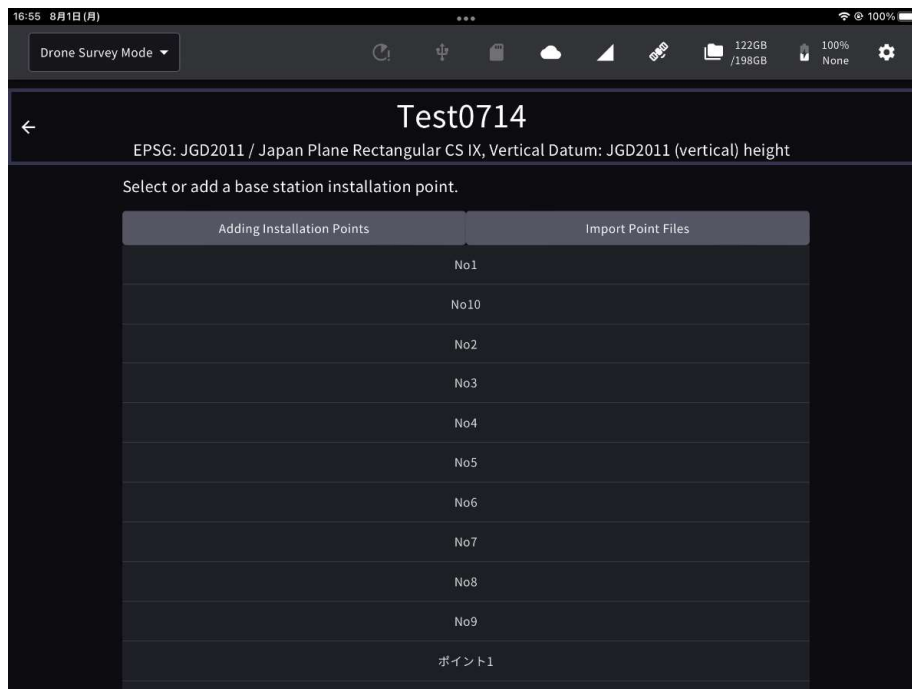 16:55 8月1日(月)
100%
Drone Survey Mode
122GB
/198GB
100%
None
Test0714
EPSG: JGD2011 / Japan Plane Rectangular CS IX, Vertical Datum: JGD2011 (vertical) height
Select or add a base station installation point.
Adding Installation Points
Import Point Files
No1
No10
No2
No3
No4
No5
No6
No7
No8
No9
ポイント1